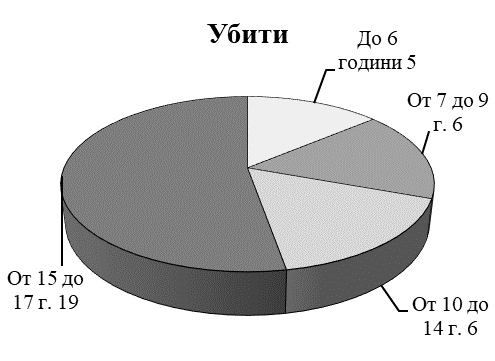 Убити
До 6
години 5
От 7 до 9
г. 6
От 15 до
17 г. 19
От 10 до
14 г. 6